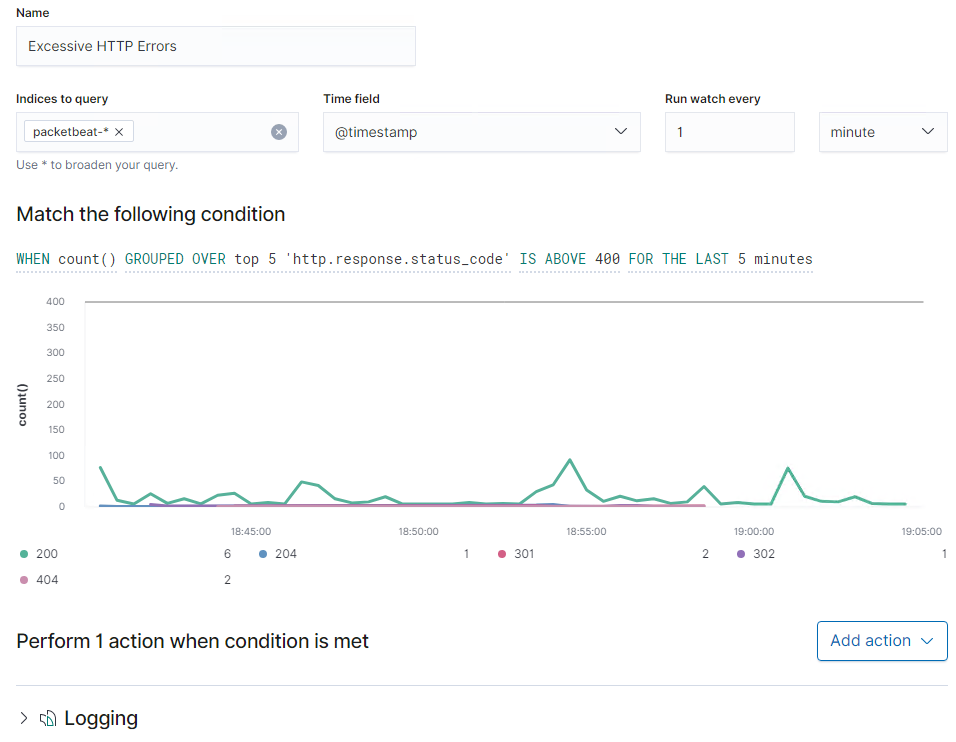 Name
Excessive HTTP Errors
Indices to query
Time field
Run watch every
packetbeat-* ×
@timestamp
1
minute
Use * to broaden your query.
Match the following condition
WHEN count() GROUPED OVER top 5 'http.response.status_code' IS ABOVE 400 FOR THE LAST 5 minutes
count()
400
350
300
250
200
150
100
50
0
18:45:00 18:50:00 18:55:00 19:00:00 19:05:00
200 6 204 1 301 2 302 1
404 2
Perform 1 action when condition is met
Add action
Logging